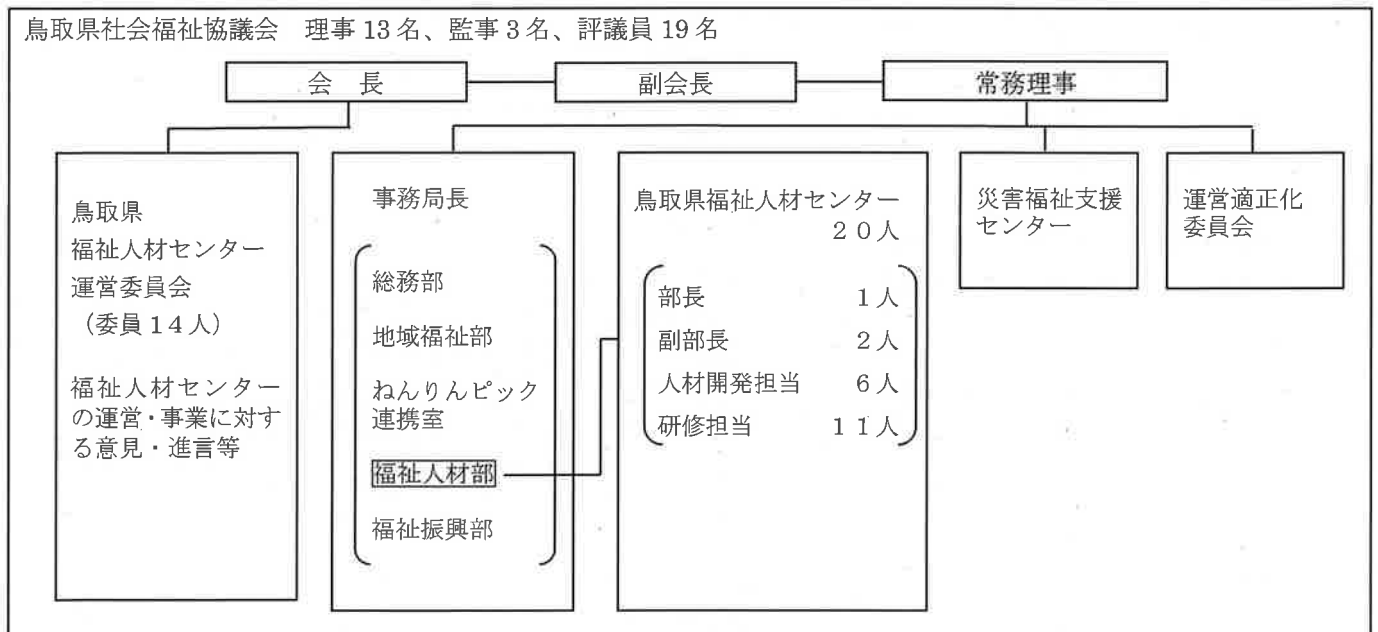 鳥取県社会福祉協議会　理事13名、監事3名、評議員19名
会　長
副会長
常務理事
鳥取県
福祉人材センター
運営委員会
（委員14人）
福祉人材センター
の運営・事業に対す
る意見・進言等
事務局長
総務部
地域福祉部
ねんりんピック
連携室
福祉人材部
福祉振興部
鳥取県福祉人材センター
20人
部長　1人
副部長　2人
人材開発担当　6人
研修担当　11人
災害福祉支援
センター
運営適正化
委員会